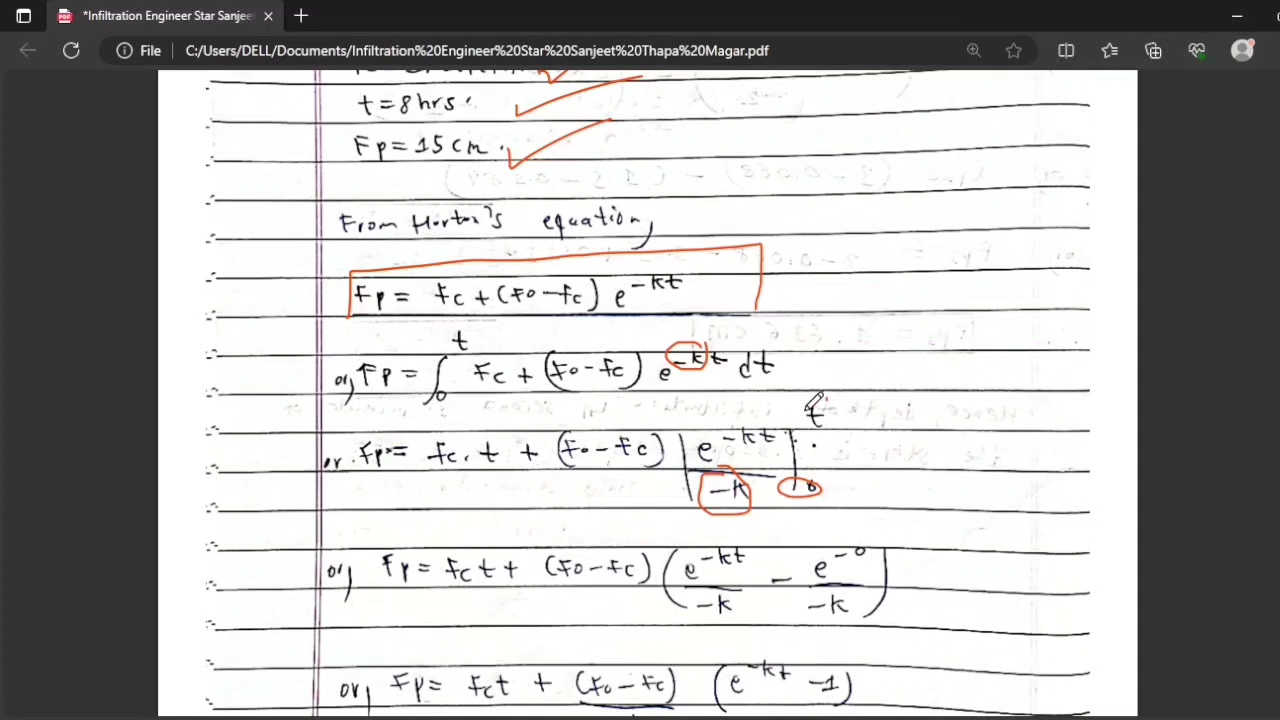 *Infiltration Engineer Star Sanjee
File
C:/Users/DELL/Documents/Infiltration%20Engineer%20Star%20Sanjeet%20Thapa%20Magar.pdf
t = 8 hrs.
Fp = 15 cm.
From Horton's equation,
Fp = fc + (fo - fc) e^-kt
or, Fp = ∫₀ᵗ fc + (fo - fc) e^-kt dt
or. Fp = fc. t + (fo - fc) | e^-kt / -k |₀ᵗ
or, Fp = fc t + (fo - fc) ( e^-kt / -k - e^-0 / -k )
or, Fp = fct + (fo - fc) (e^-kt - 1)